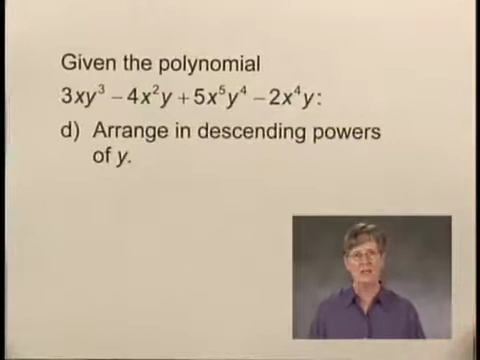 Given the polynomial
3xy³ − 4x²y + 5x⁵y⁴ − 2x⁴y:
d) Arrange in descending powers
of y.